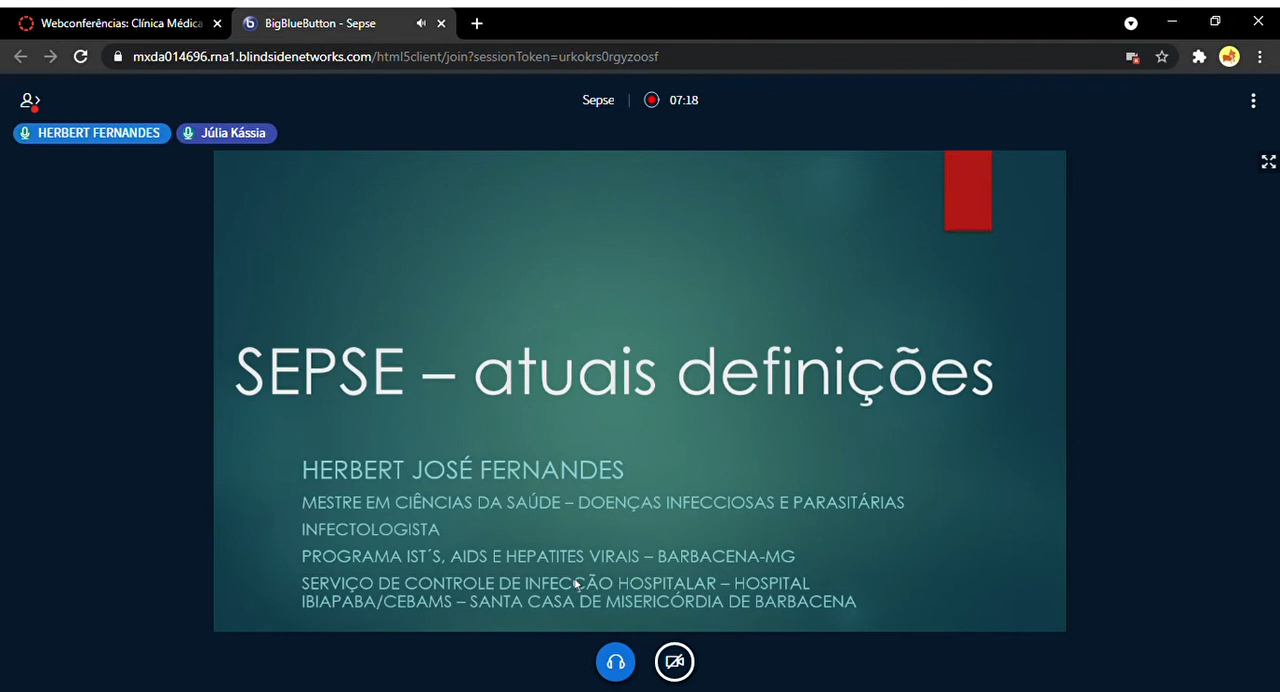 Webconferências: Clínica Médica
BigBlueButton - Sepse
mxda014696.rna1.blindsidenetworks.com/html5client/join?sessionToken=urkokrs0rgyzoosf
Sepse
07:18
HERBERT FERNANDES
Júlia Kássia
SEPSE – atuais definições
HERBERT JOSÉ FERNANDES
MESTRE EM CIÊNCIAS DA SAÚDE – DOENÇAS INFECCIOSAS E PARASITÁRIAS
INFECTOLOGISTA
PROGRAMA IST´S, AIDS E HEPATITES VIRAIS – BARBACENA-MG
SERVIÇO DE CONTROLE DE INFECÇÃO HOSPITALAR – HOSPITAL
IBIAPABA/CEBAMS – SANTA CASA DE MISERICÓRDIA DE BARBACENA